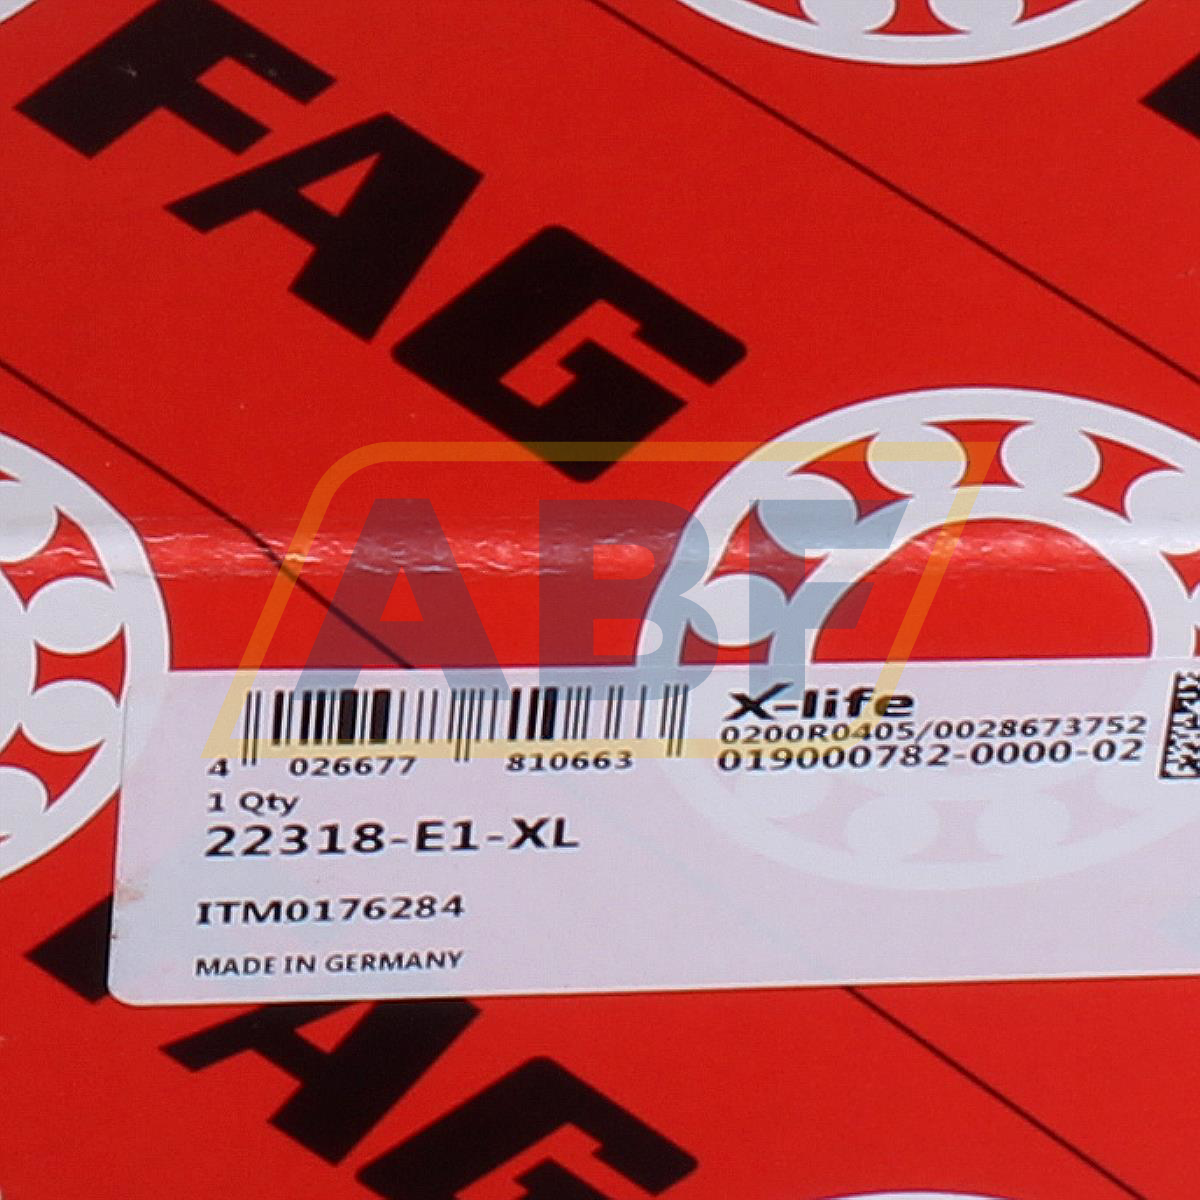 FAG
ABF
X-life
0200R0405/0028673752
019000782-0000-02
4 026677 810663
1 Qty
22318-E1-XL
ITM0176284
MADE IN GERMANY
FAG